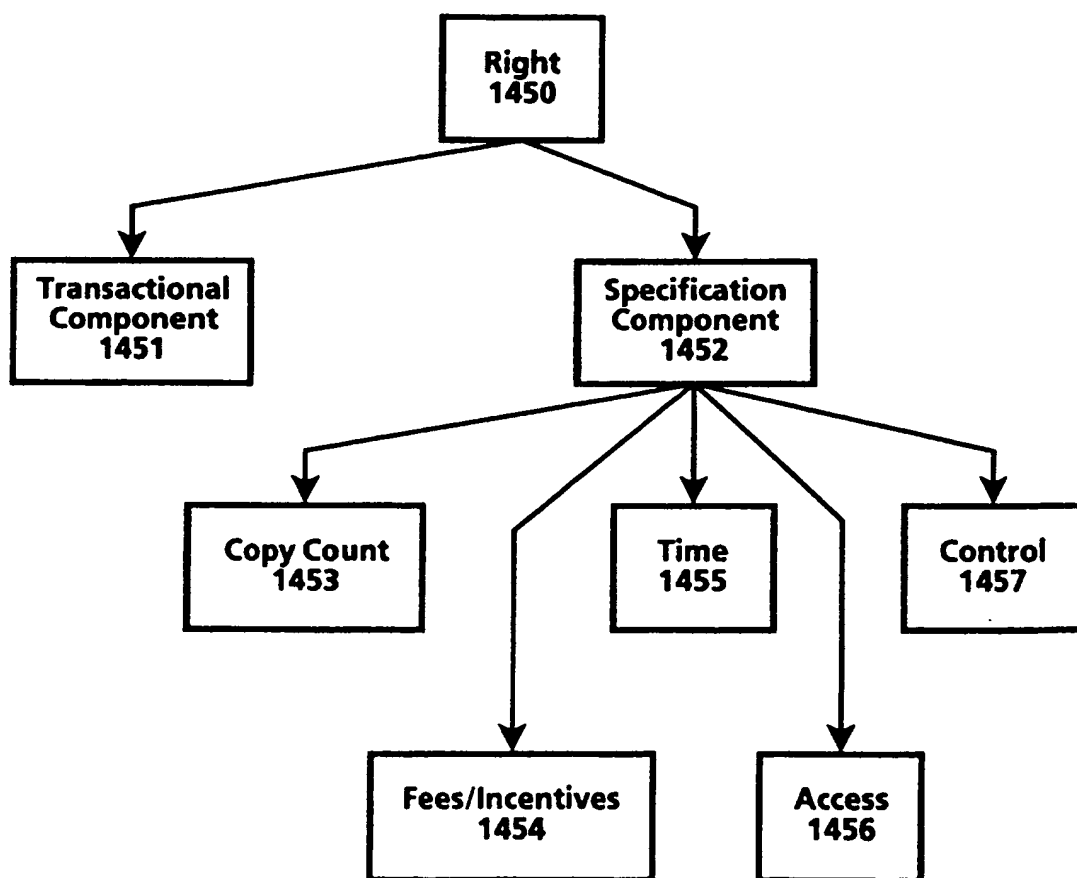 Right
1450
Transactional
Component
1451
Specification
Component
1452
Copy Count
1453
Time
1455
Control
1457
Fees/Incentives
1454
Access
1456